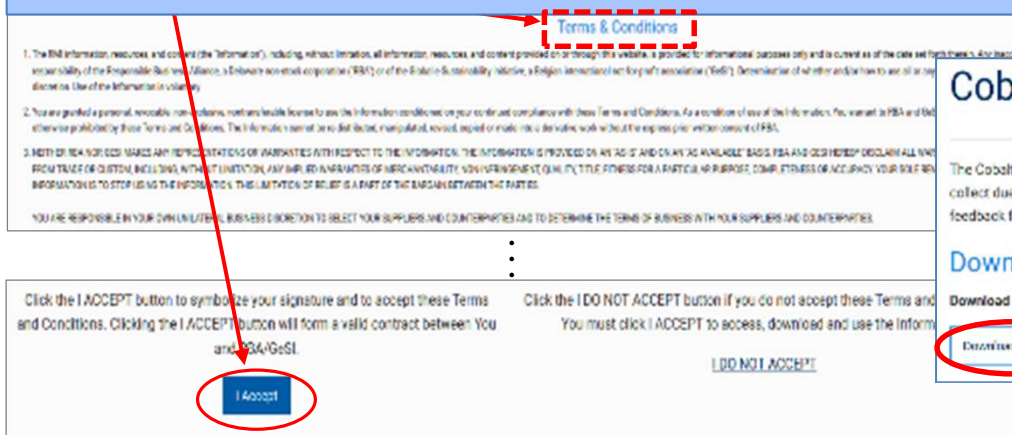 Terms & Conditions
1. The RMI information, resources, and content (the "Information"), including, without limitation, all information, resources, and content provided on or through this website, is provided for informational purposes only and is current as of the date set forth therein. Any
responsibility of the Responsible Business Alliance, a Delaware non-stock corporation ("RBA") or of the Global e-Sustainability Initiative, a Belgian international not for profit association ("GeSI"). Determination of whether and/or how to use all or any
discretion. Use of the Information is voluntary
2. You are granted a personal, revocable, non-exclusive, nontransferable license to use the Information conditioned on your continued compliance with these Terms and Conditions. As a condition of use of the Information, You warrant to RBA and
otherwise prohibited by those Terms and Conditions. The Information cannot be redistributed, manipulated, revised, copied or made into a derivative work without the express prior written consent of RBA.
3. NEITHER RBA NOR GESI MAKES ANY REPRESENTATIONS OR WARRANTIES WITH RESPECT TO THE INFORMATION. THE INFORMATION IS PROVIDED ON AN "AS IS" AND ON AN "AS AVAILABLE" BASIS. RBA AND GESI HEREBY DISCLAIM ALL
FROM TRADE OR CUSTOM, INCLUDING, WITHOUT LIMITATION, ANY IMPLIED WARRANTIES OF MERCHANTABILITY, NON-INFRINGEMENT, QUALITY, TITLE, FITNESS FOR A PARTICULAR PURPOSE, COMPLETENESS OR ACCURACY. YOUR SOLE
INFORMATION IS TO STOP USING THE INFORMATION. THIS LIMITATION OF RELIEF IS A PART OF THE BARGAIN BETWEEN THE PARTIES.
YOU ARE RESPONSIBLE IN YOUR OWN UNILATERAL BUSINESS DISCRETION TO SELECT YOUR SUPPLIERS AND COUNTERPARTIES AND TO DETERMINE THE TERMS OF BUSINESS WITH YOUR SUPPLIERS AND COUNTERPARTIES.
Cob
The Cobalt
collect due
feedback f
Down
Download
Download
Click the I ACCEPT button to symbolize your signature and to accept these Terms
and Conditions. Clicking the I ACCEPT button will form a valid contract between You
and RBA/GeSI.
I Accept
Click the I DO NOT ACCEPT button if you do not accept these Terms and
You must click I ACCEPT to access, download and use the Inform
I DO NOT ACCEPT